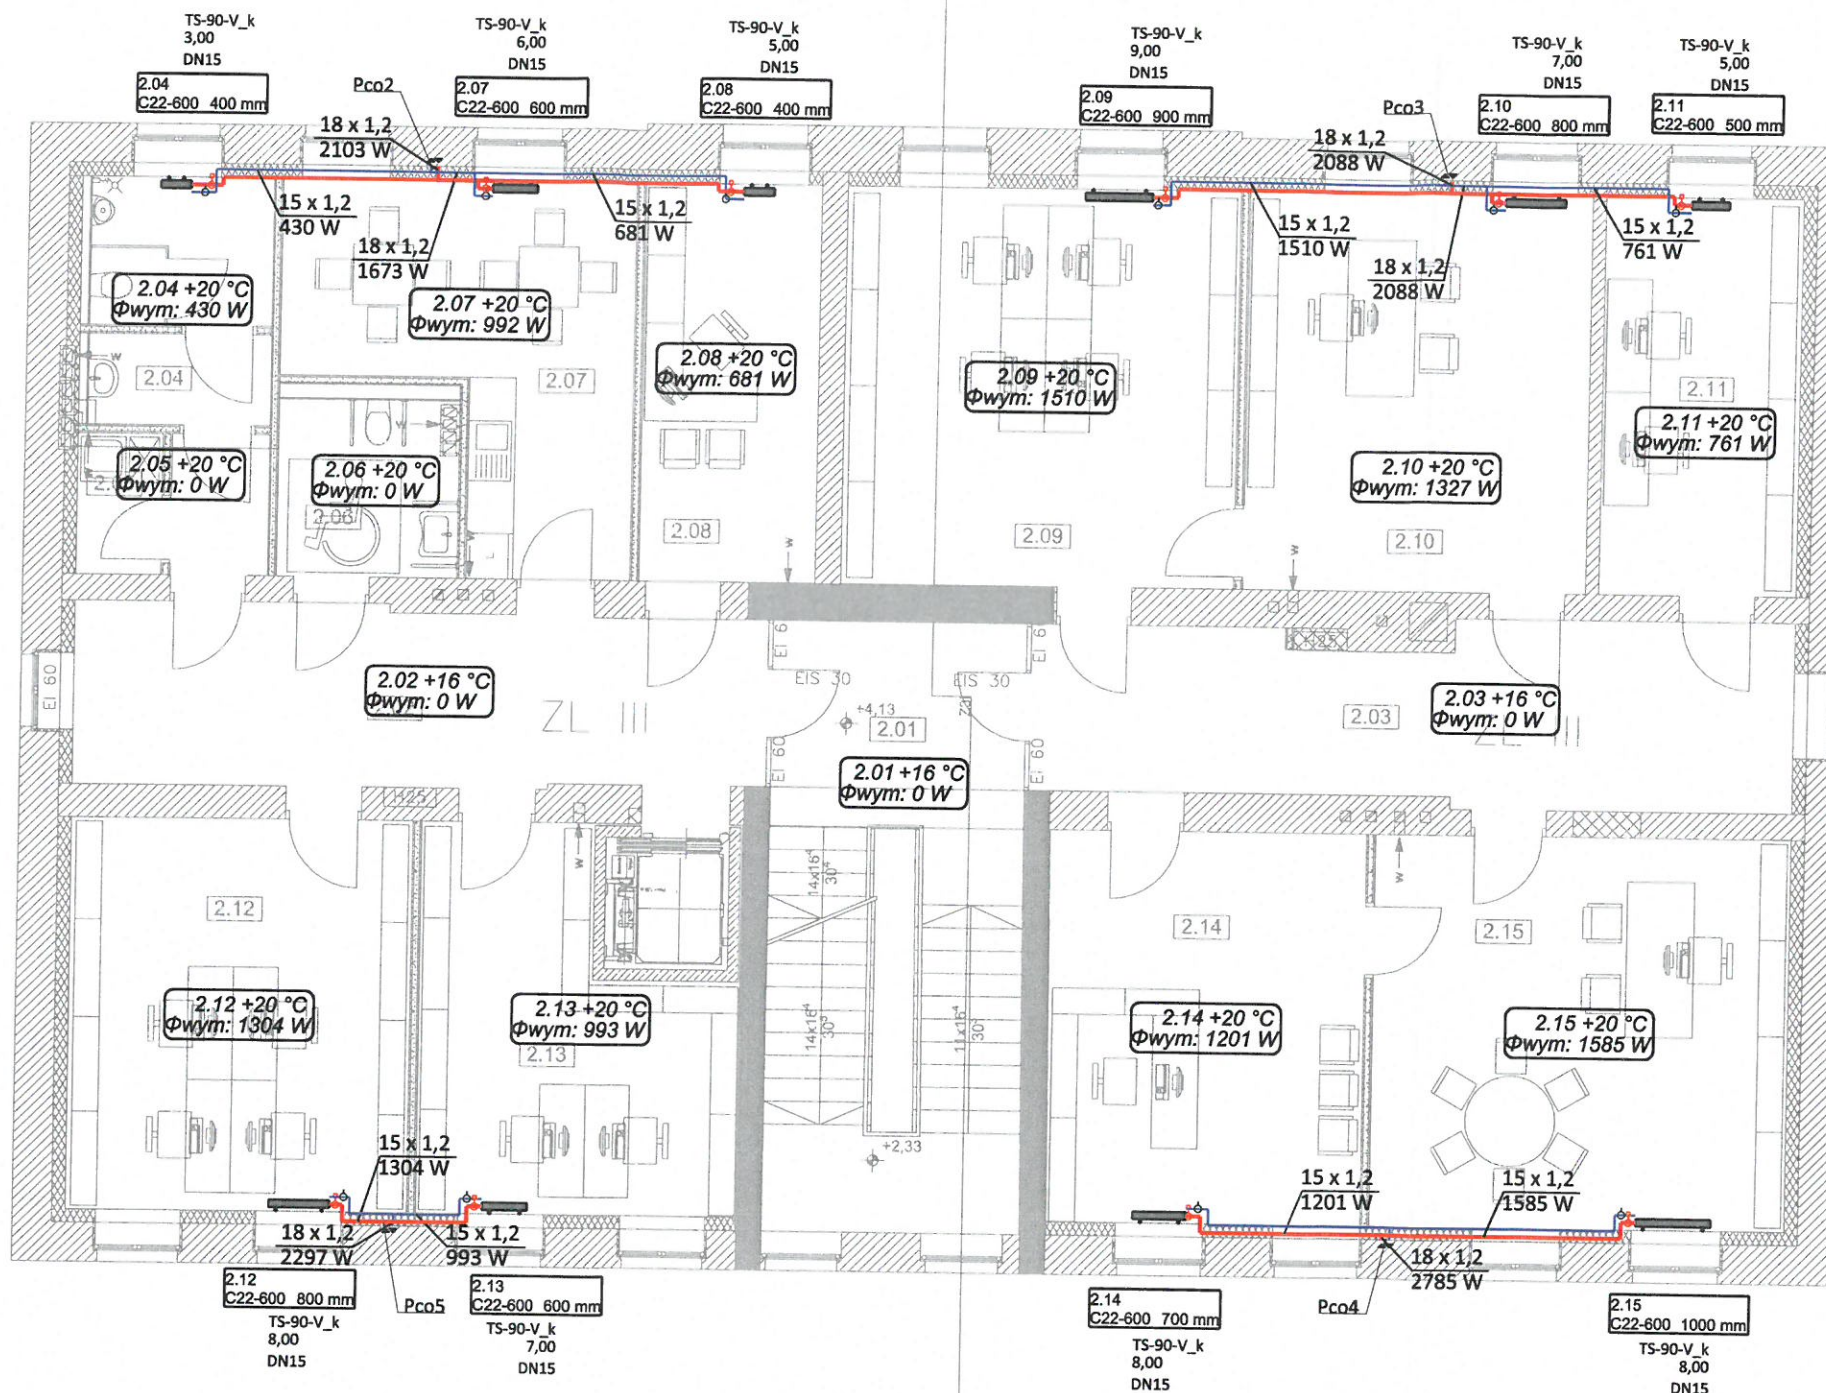 TS-90-V_k
3,00
DN15
2.04
C22-600 400 mm
Pco2
TS-90-V_k
6,00
DN15
2.07
C22-600 600 mm
TS-90-V_k
5,00
DN15
2.08
C22-600 400 mm
TS-90-V_k
9,00
DN15
2.09
C22-600 900 mm
Pco3
TS-90-V_k
7,00
DN15
2.10
C22-600 800 mm
TS-90-V_k
5,00
DN15
2.11
C22-600 500 mm
18 x 1,2
2103 W
18 x 1,2
2088 W
15 x 1,2
430 W
18 x 1,2
1673 W
15 x 1,2
681 W
15 x 1,2
1510 W
18 x 1,2
2088 W
15 x 1,2
761 W
2.04 +20 °C
Φwym: 430 W
2.07 +20 °C
Φwym: 992 W
2.08 +20 °C
Φwym: 681 W
2.09 +20 °C
Φwym: 1510 W
2.10 +20 °C
Φwym: 1327 W
2.11 +20 °C
Φwym: 761 W
w
2.04
2.07
2.11
2.05 +20 °C
Φwym: 0 W
2.06 +20 °C
Φwym: 0 W
w
2.06
2.08
2.09
2.10
w
w
w
EI 60
EI 6
EI 6
EIS 30
EIS 30
2.02 +16 °C
Φwym: 0 W
ZL III
+4,13
2.01
2.03
2.03 +16 °C
Φwym: 0 W
ZL III
EI 60
EI 60
2.01 +16 °C
Φwym: 0 W
H25
w
w
14x16⁴
30⁴
2.12
2.14
2.15
2.12 +20 °C
Φwym: 1304 W
2.13 +20 °C
Φwym: 993 W
2.13
14x16⁴
30⁵
11x16⁴
30⁵
2.14 +20 °C
Φwym: 1201 W
2.15 +20 °C
Φwym: 1585 W
+2,33
15 x 1,2
1304 W
18 x 1,2
2297 W
15 x 1,2
993 W
15 x 1,2
1201 W
15 x 1,2
1585 W
18 x 1,2
2785 W
2.12
C22-600 800 mm
TS-90-V_k
8,00
DN15
Pco5
2.13
C22-600 600 mm
TS-90-V_k
7,00
DN15
2.14
C22-600 700 mm
TS-90-V_k
8,00
DN15
Pco4
2.15
C22-600 1000 mm
TS-90-V_k
8,00
DN15